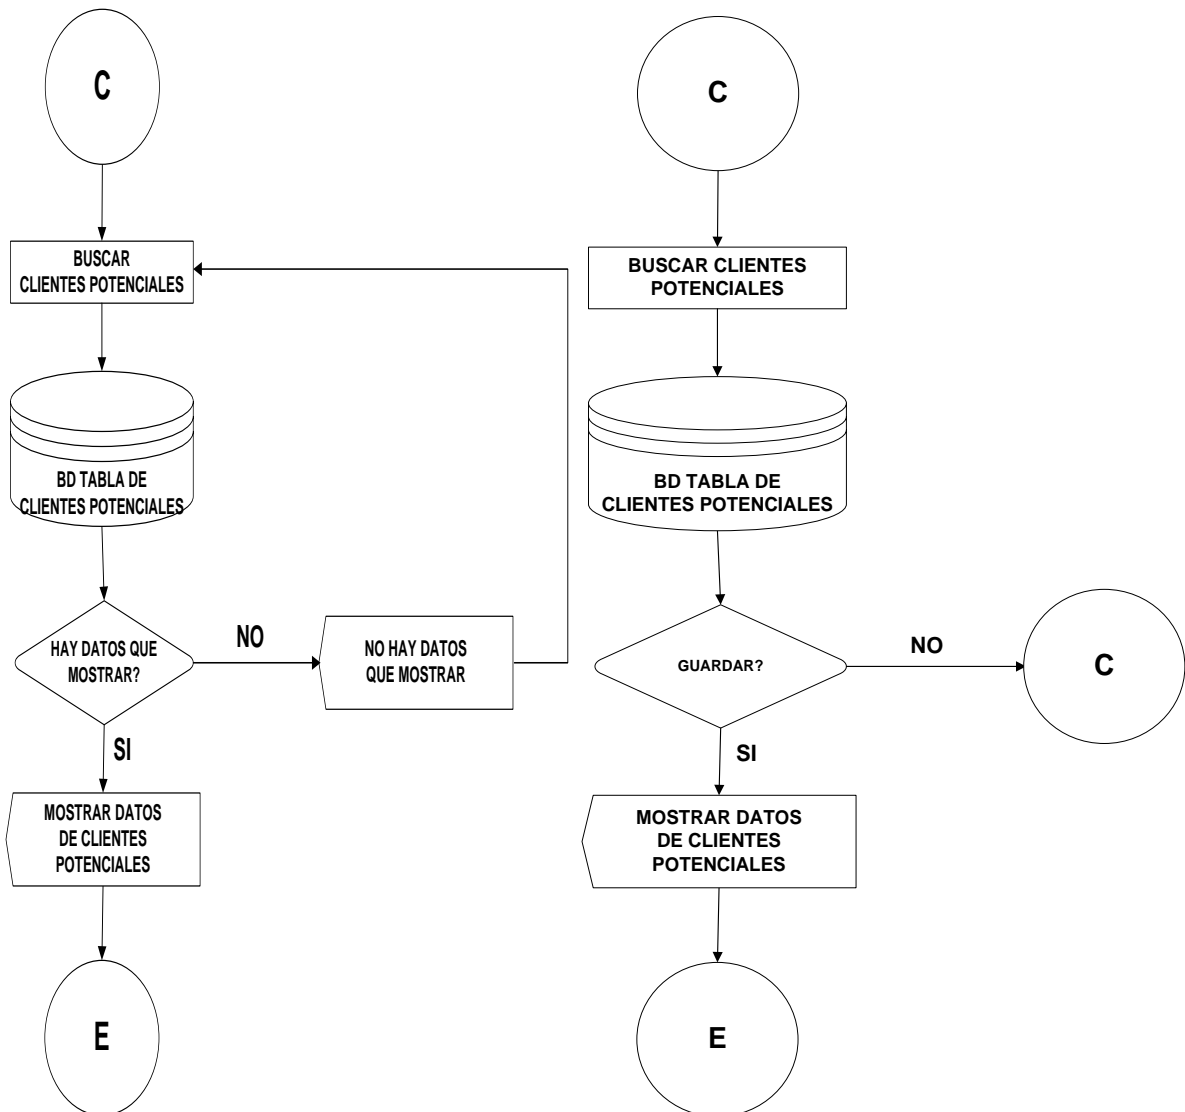 C
BUSCAR
CLIENTES POTENCIALES
BD TABLA DE
CLIENTES POTENCIALES
HAY DATOS QUE
MOSTRAR?
NO
NO HAY DATOS
QUE MOSTRAR
SI
MOSTRAR DATOS
DE CLIENTES
POTENCIALES
E
C
BUSCAR CLIENTES
POTENCIALES
BD TABLA DE
CLIENTES POTENCIALES
GUARDAR?
NO
C
SI
MOSTRAR DATOS
DE CLIENTES
POTENCIALES
E